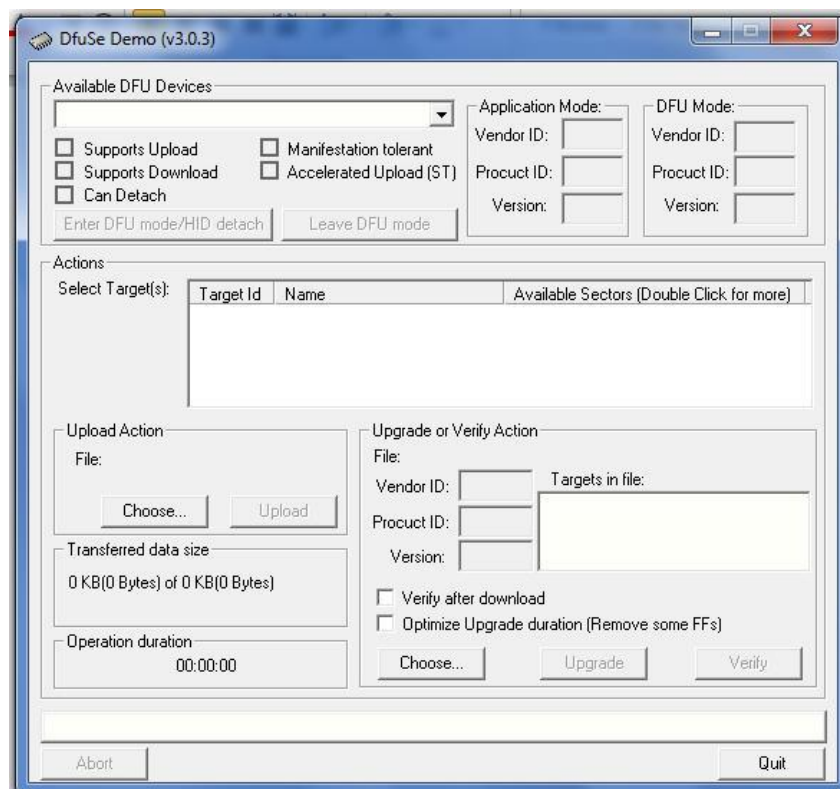 DfuSe Demo (v3.0.3)
Available DFU Devices
Supports Upload
Manifestation tolerant
Supports Download
Accelerated Upload (ST)
Can Detach
Enter DFU mode/HID detach
Leave DFU mode
Application Mode:
Vendor ID:
Procuct ID:
Version:
DFU Mode:
Vendor ID:
Procuct ID:
Version:
Actions
Select Target(s):
Target Id Name Available Sectors (Double Click for more)
Upload Action
File:
Choose... Upload
Transferred data size
0 KB(0 Bytes) of 0 KB(0 Bytes)
Operation duration
00:00:00
Upgrade or Verify Action
File:
Vendor ID:
Procuct ID:
Version:
Targets in file:
Verify after download
Optimize Upgrade duration (Remove some FFs)
Choose... Upgrade Verify
Abort Quit